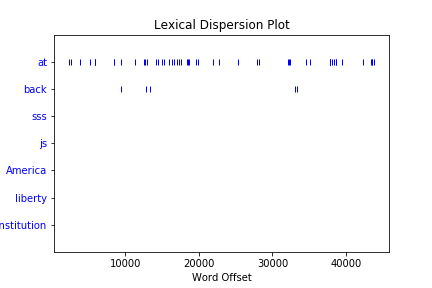 Lexical Dispersion Plot
at
back
sss
js
America
liberty
nstitution
10000 20000 30000 40000
Word Offset